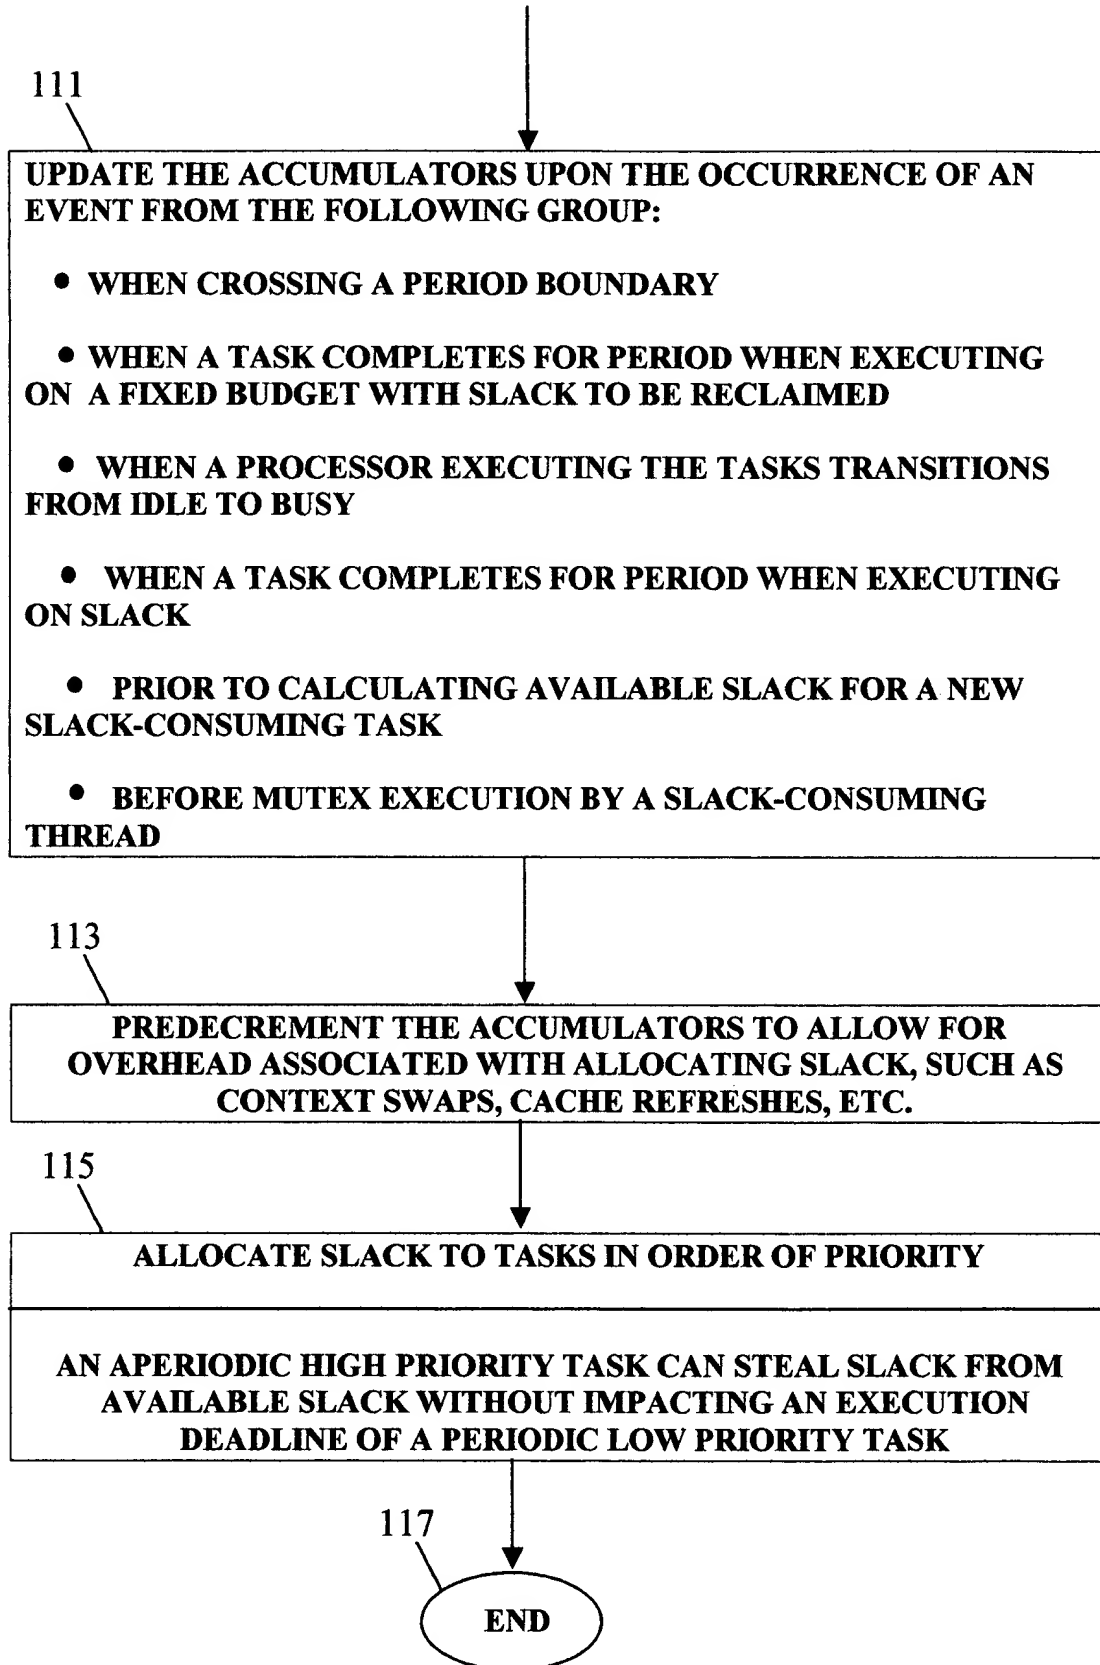 111
UPDATE THE ACCUMULATORS UPON THE OCCURRENCE OF AN
EVENT FROM THE FOLLOWING GROUP:
• WHEN CROSSING A PERIOD BOUNDARY
• WHEN A TASK COMPLETES FOR PERIOD WHEN EXECUTING
ON A FIXED BUDGET WITH SLACK TO BE RECLAIMED
• WHEN A PROCESSOR EXECUTING THE TASKS TRANSITIONS
FROM IDLE TO BUSY
• WHEN A TASK COMPLETES FOR PERIOD WHEN EXECUTING
ON SLACK
• PRIOR TO CALCULATING AVAILABLE SLACK FOR A NEW
SLACK-CONSUMING TASK
• BEFORE MUTEX EXECUTION BY A SLACK-CONSUMING
THREAD
113
PREDECREMENT THE ACCUMULATORS TO ALLOW FOR
OVERHEAD ASSOCIATED WITH ALLOCATING SLACK, SUCH AS
CONTEXT SWAPS, CACHE REFRESHES, ETC.
115
ALLOCATE SLACK TO TASKS IN ORDER OF PRIORITY
AN APERIODIC HIGH PRIORITY TASK CAN STEAL SLACK FROM
AVAILABLE SLACK WITHOUT IMPACTING AN EXECUTION
DEADLINE OF A PERIODIC LOW PRIORITY TASK
117
END